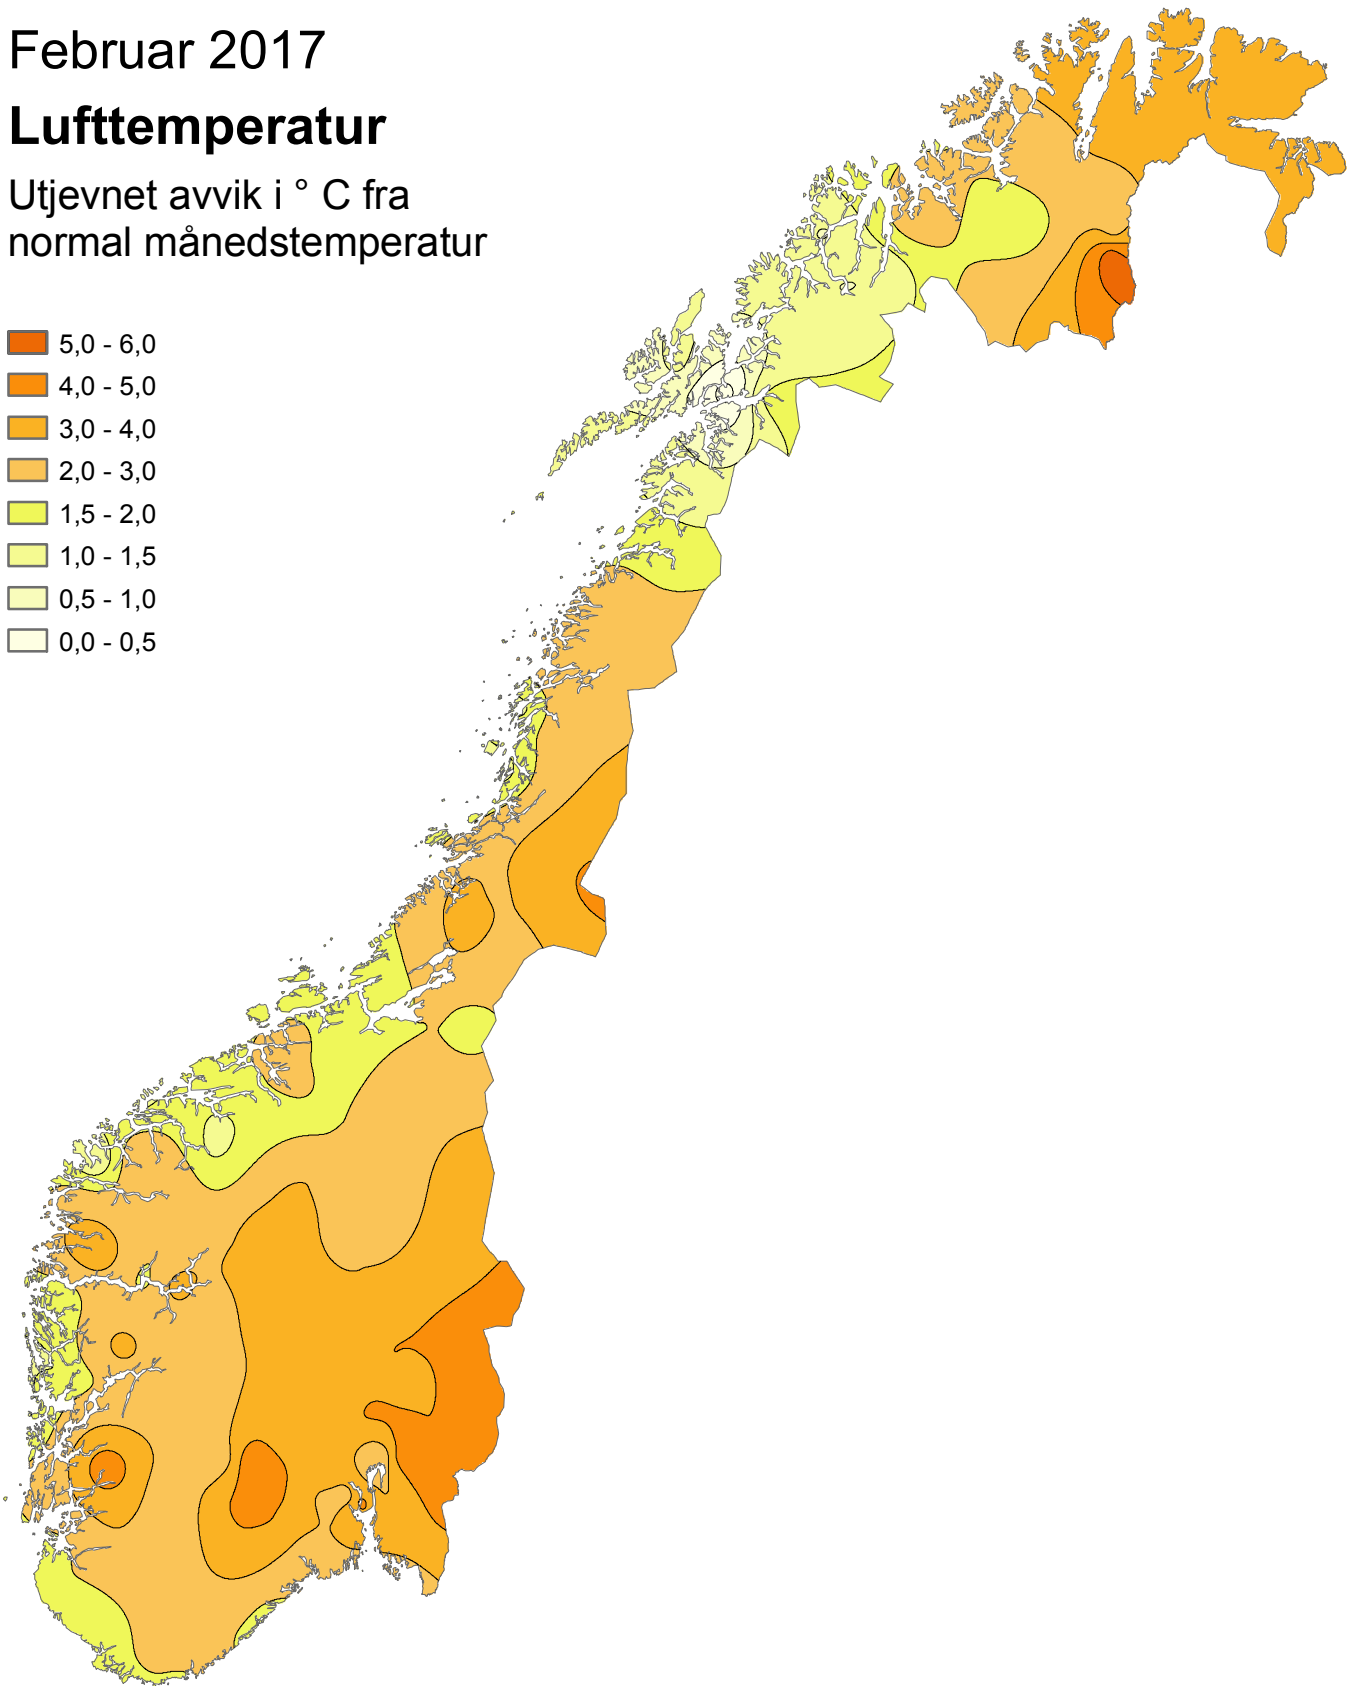 Februar 2017
Lufttemperatur
Utjevnet avvik i ° C fra
normal månedstemperatur
5,0 - 6,0
4,0 - 5,0
3,0 - 4,0
2,0 - 3,0
1,5 - 2,0
1,0 - 1,5
0,5 - 1,0
0,0 - 0,5